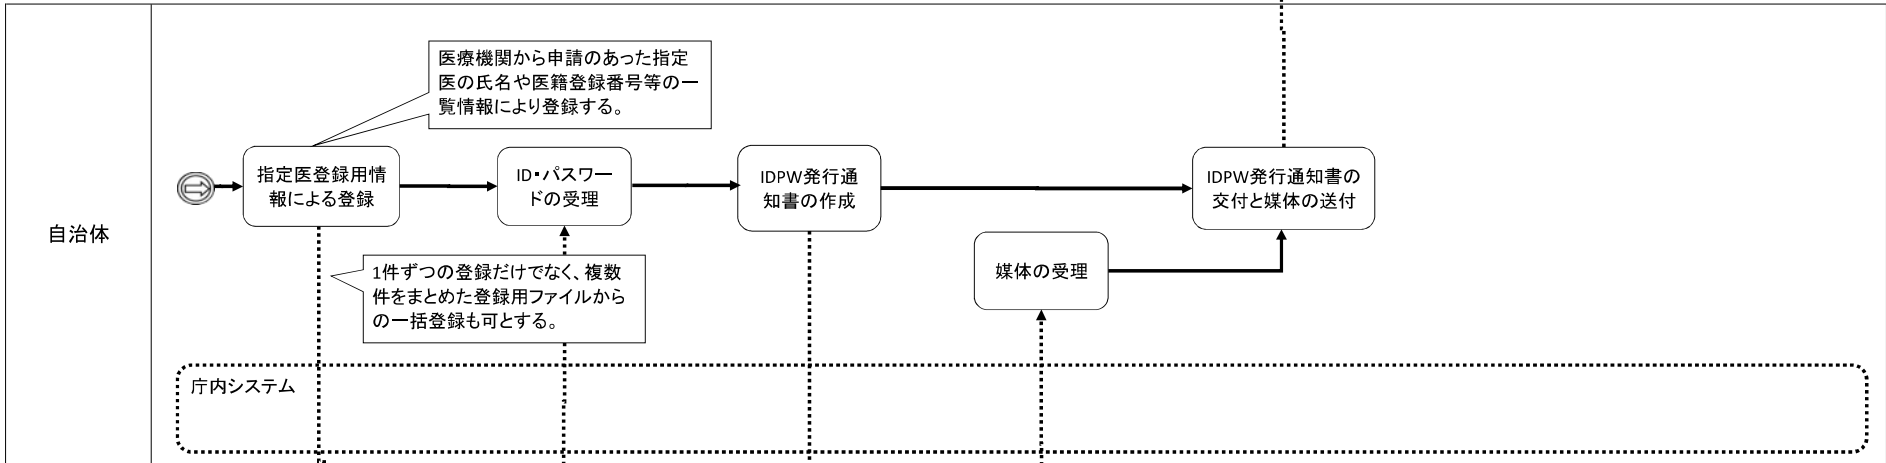 自治体
医療機関から申請のあった指定
医の氏名や医籍登録番号等の一
覧情報により登録する。
指定医登録用情
報による登録
ID・パスワー
ドの受理
IDPW発行通
知書の作成
IDPW発行通知書の
交付と媒体の送付
媒体の受理
1件ずつの登録だけでなく、複数
件をまとめた登録用ファイルから
の一括登録も可とする。
庁内システム